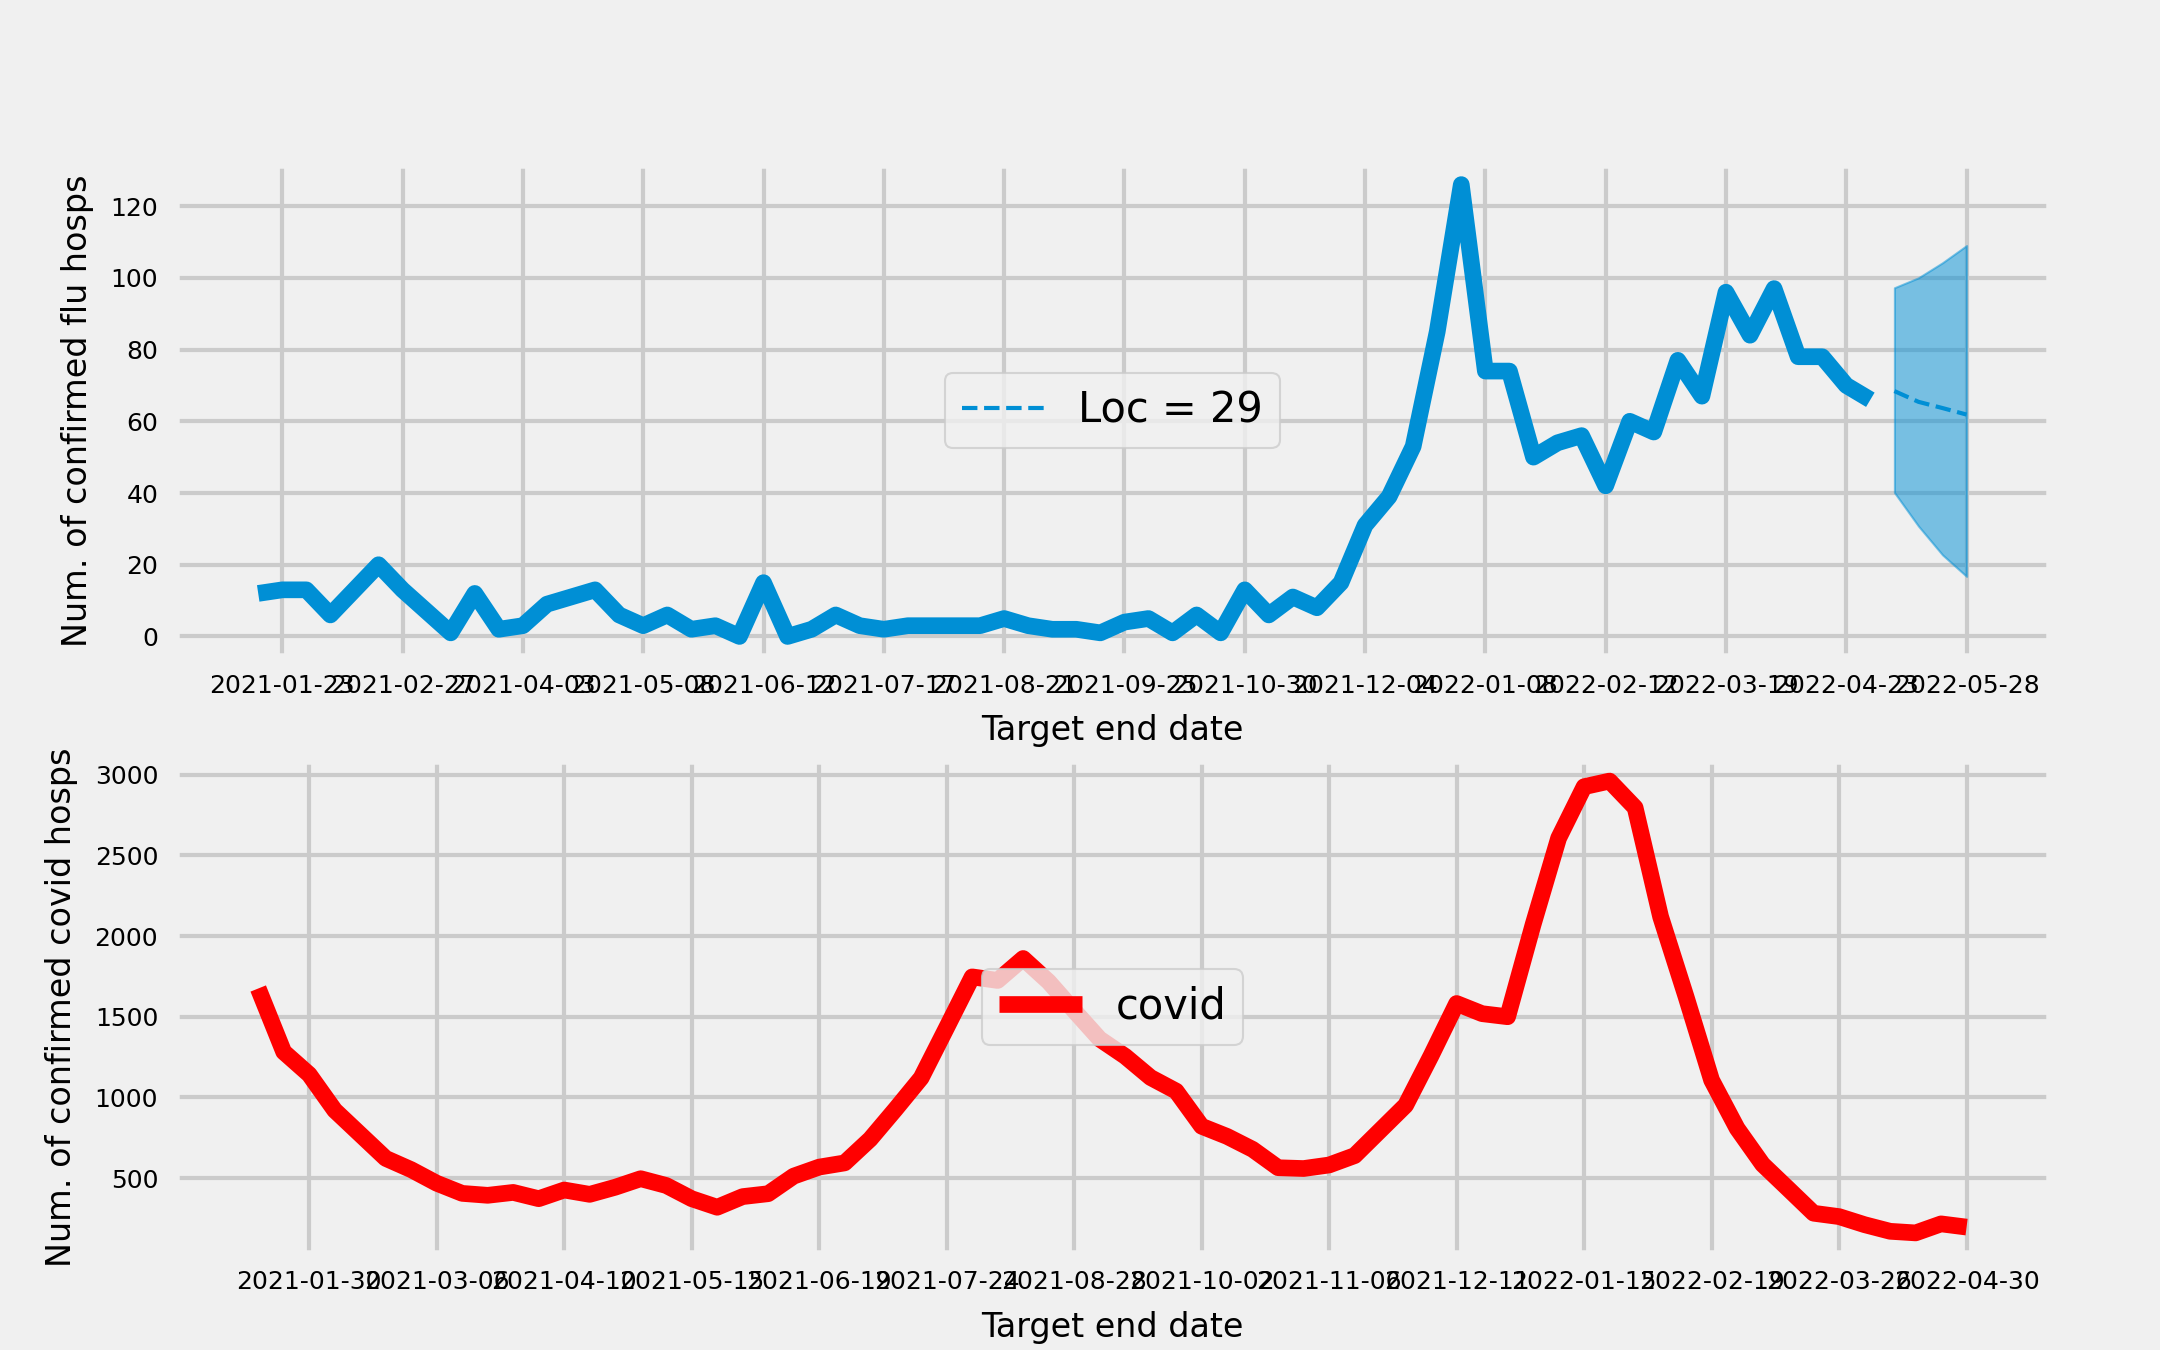 Num. of confirmed flu hosps
120
100
80
60
40
20
0
Loc = 29
2021-01-23 2021-02-27 2021-04-03 2021-05-08 2021-06-12 2021-07-17 2021-08-21 2021-09-25 2021-10-30 2021-12-04 2022-01-08 2022-02-12 2022-03-19 2022-04-23 2022-05-28
Target end date
Num. of confirmed covid hosps
3000
2500
2000
1500
1000
500
covid
2021-01-30 2021-03-06 2021-04-10 2021-05-15 2021-06-19 2021-07-24 2021-08-28 2021-10-02 2021-11-06 2021-12-11 2022-01-15 2022-02-19 2022-03-26 2022-04-30
Target end date